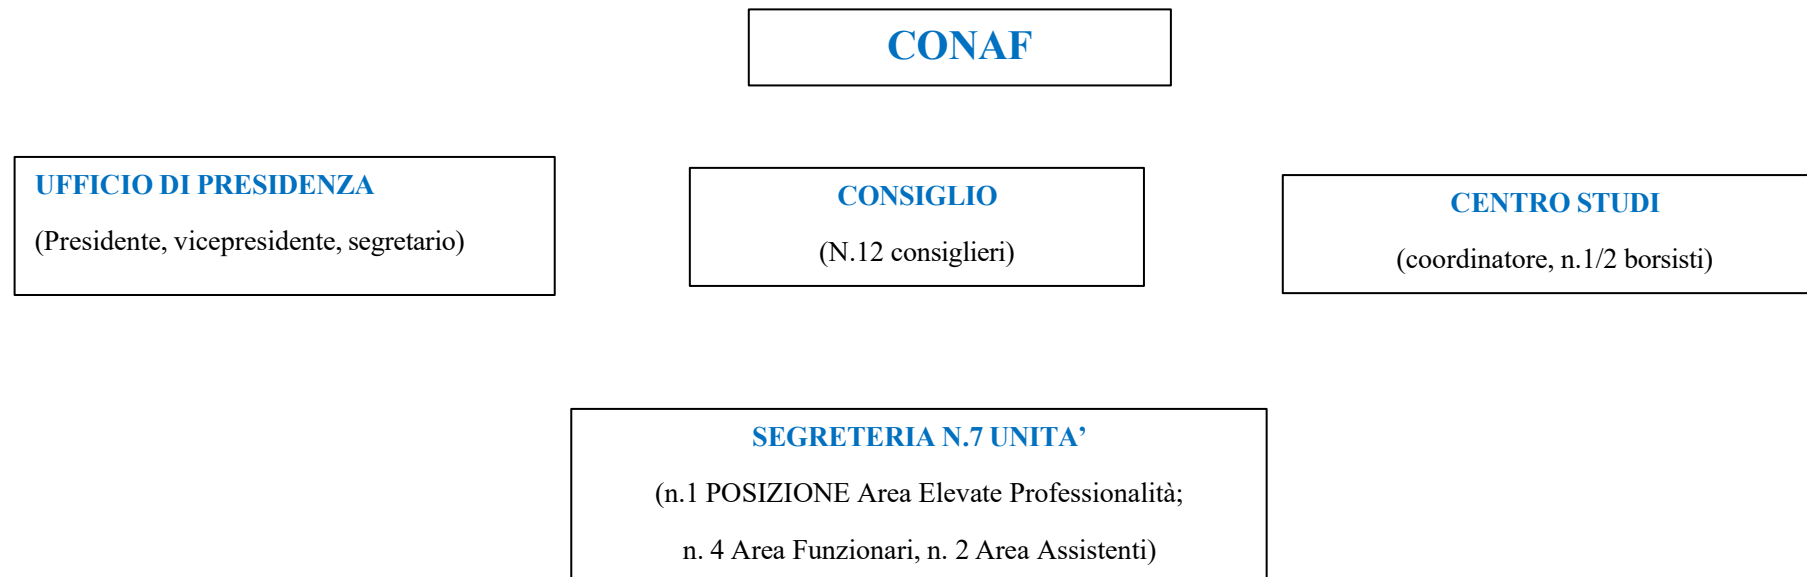 CONAF
UFFICIO DI PRESIDENZA
(Presidente, vicepresidente, segretario)
CONSIGLIO
(N.12 consiglieri)
CENTRO STUDI
(coordinatore, n.1/2 borsisti)
SEGRETERIA N.7 UNITA’
(n.1 POSIZIONE Area Elevate Professionalità;
n. 4 Area Funzionari, n. 2 Area Assistenti)